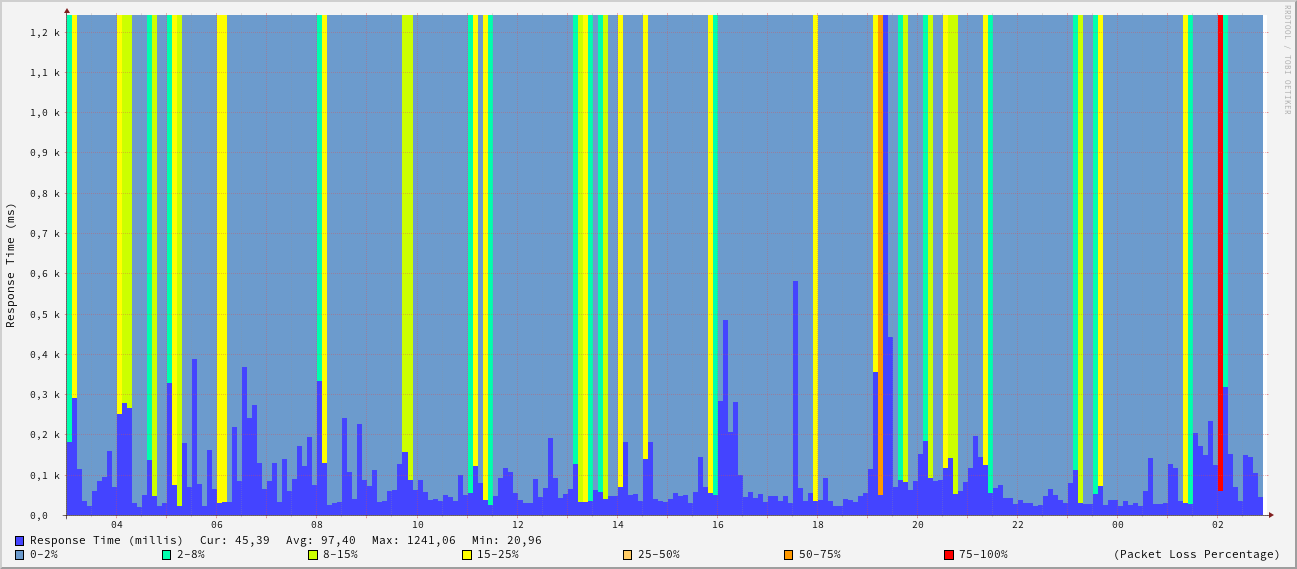 RRDTOOL / TOBI OETIKER
Response Time (ms)
1,2 k
1,1 k
1,0 k
0,9 k
0,8 k
0,7 k
0,6 k
0,5 k
0,4 k
0,3 k
0,2 k
0,1 k
0,0
04 06 08 10 12 14 16 18 20 22 00 02
Response Time (millis) Cur: 45,39 Avg: 97,40 Max: 1241,06 Min: 20,96
0-2% 2-8% 8-15% 15-25% 25-50% 50-75% 75-100% (Packet Loss Percentage)